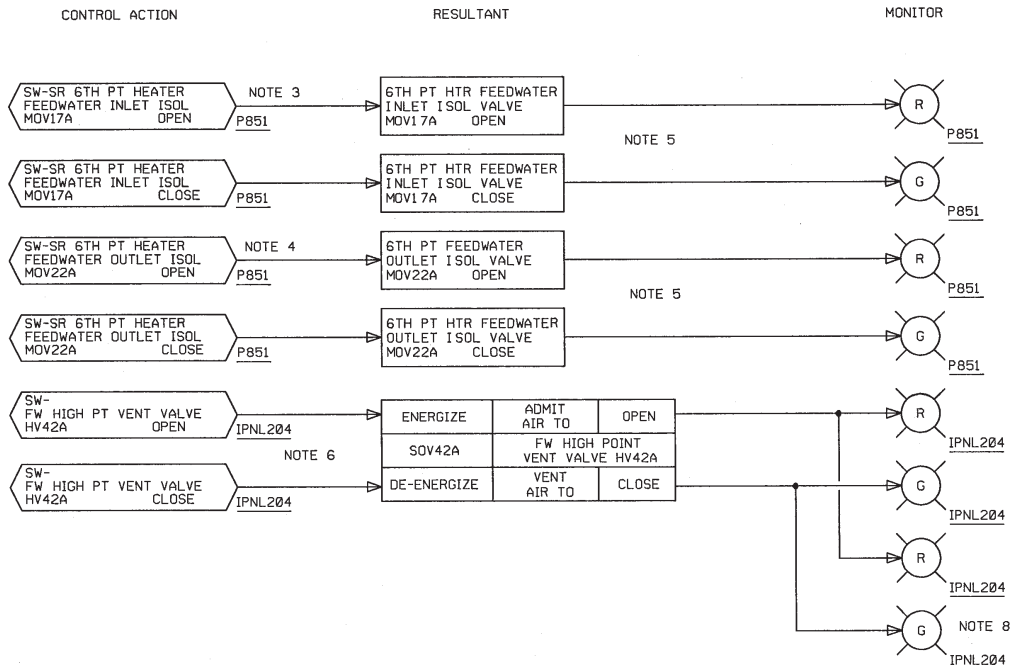 CONTROL ACTION
RESULTANT
MONITOR
SW-SR 6TH PT HEATER
FEEDWATER INLET ISOL
MOV17A OPEN
NOTE 3
P851
6TH PT HTR FEEDWATER
INLET ISOL VALVE
MOV17A OPEN
R
P851
NOTE 5
SW-SR 6TH PT HEATER
FEEDWATER INLET ISOL
MOV17A CLOSE
P851
6TH PT HTR FEEDWATER
INLET ISOL VALVE
MOV17A CLOSE
G
P851
SW-SR 6TH PT HEATER
FEEDWATER OUTLET ISOL
MOV22A OPEN
NOTE 4
P851
6TH PT FEEDWATER
OUTLET ISOL VALVE
MOV22A OPEN
R
P851
NOTE 5
SW-SR 6TH PT HEATER
FEEDWATER OUTLET ISOL
MOV22A CLOSE
P851
6TH PT HTR FEEDWATER
OUTLET ISOL VALVE
MOV22A CLOSE
G
P851
SW-
FW HIGH PT VENT VALVE
HV42A OPEN
IPNL204
ENERGIZE
ADMIT
AIR TO
OPEN
R
IPNL204
NOTE 6
SOV42A
FW HIGH POINT
VENT VALVE HV42A
SW-
FW HIGH PT VENT VALVE
HV42A CLOSE
IPNL204
DE-ENERGIZE
VENT
AIR TO
CLOSE
G
IPNL204
R
IPNL204
G
NOTE 8
IPNL204